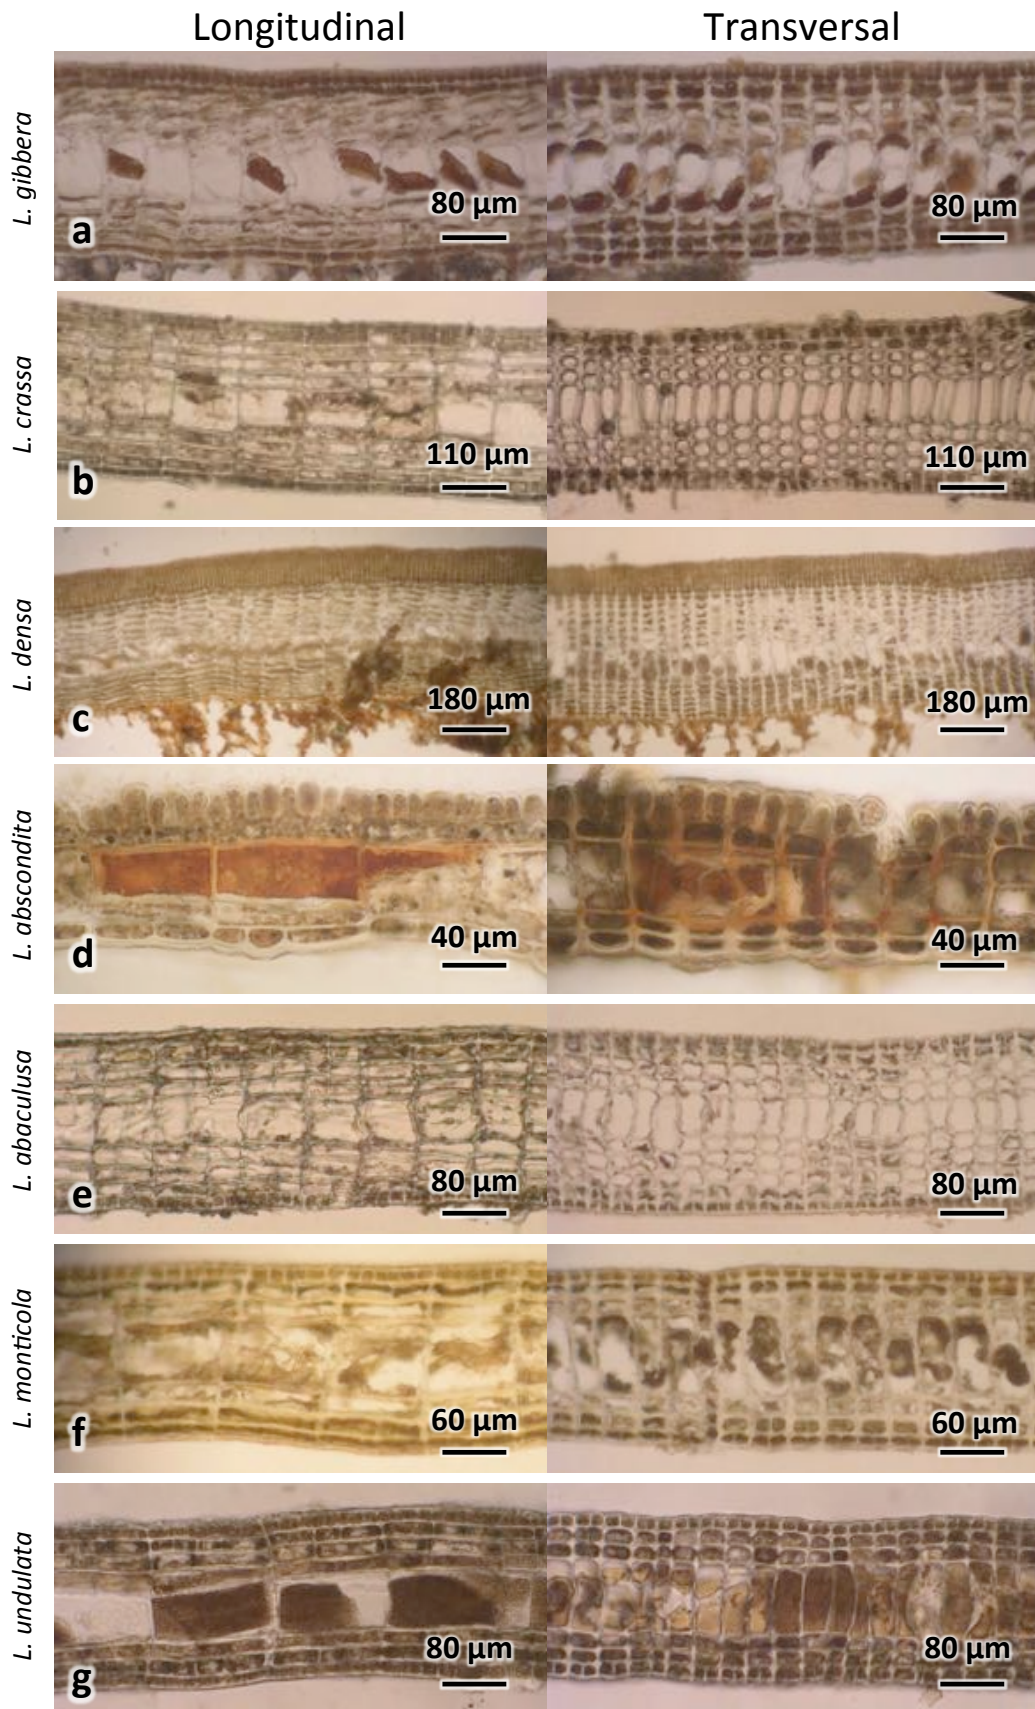 Longitudinal Transversal
L. gibbera
a 80 µm 80 µm
L. crassa
b 110 µm 110 µm
L. densa
c 180 µm 180 µm
L. abscondita
d 40 µm 40 µm
L. abaculusa
e 80 µm 80 µm
L. monticola
f 60 µm 60 µm
L. undulata
g 80 µm 80 µm